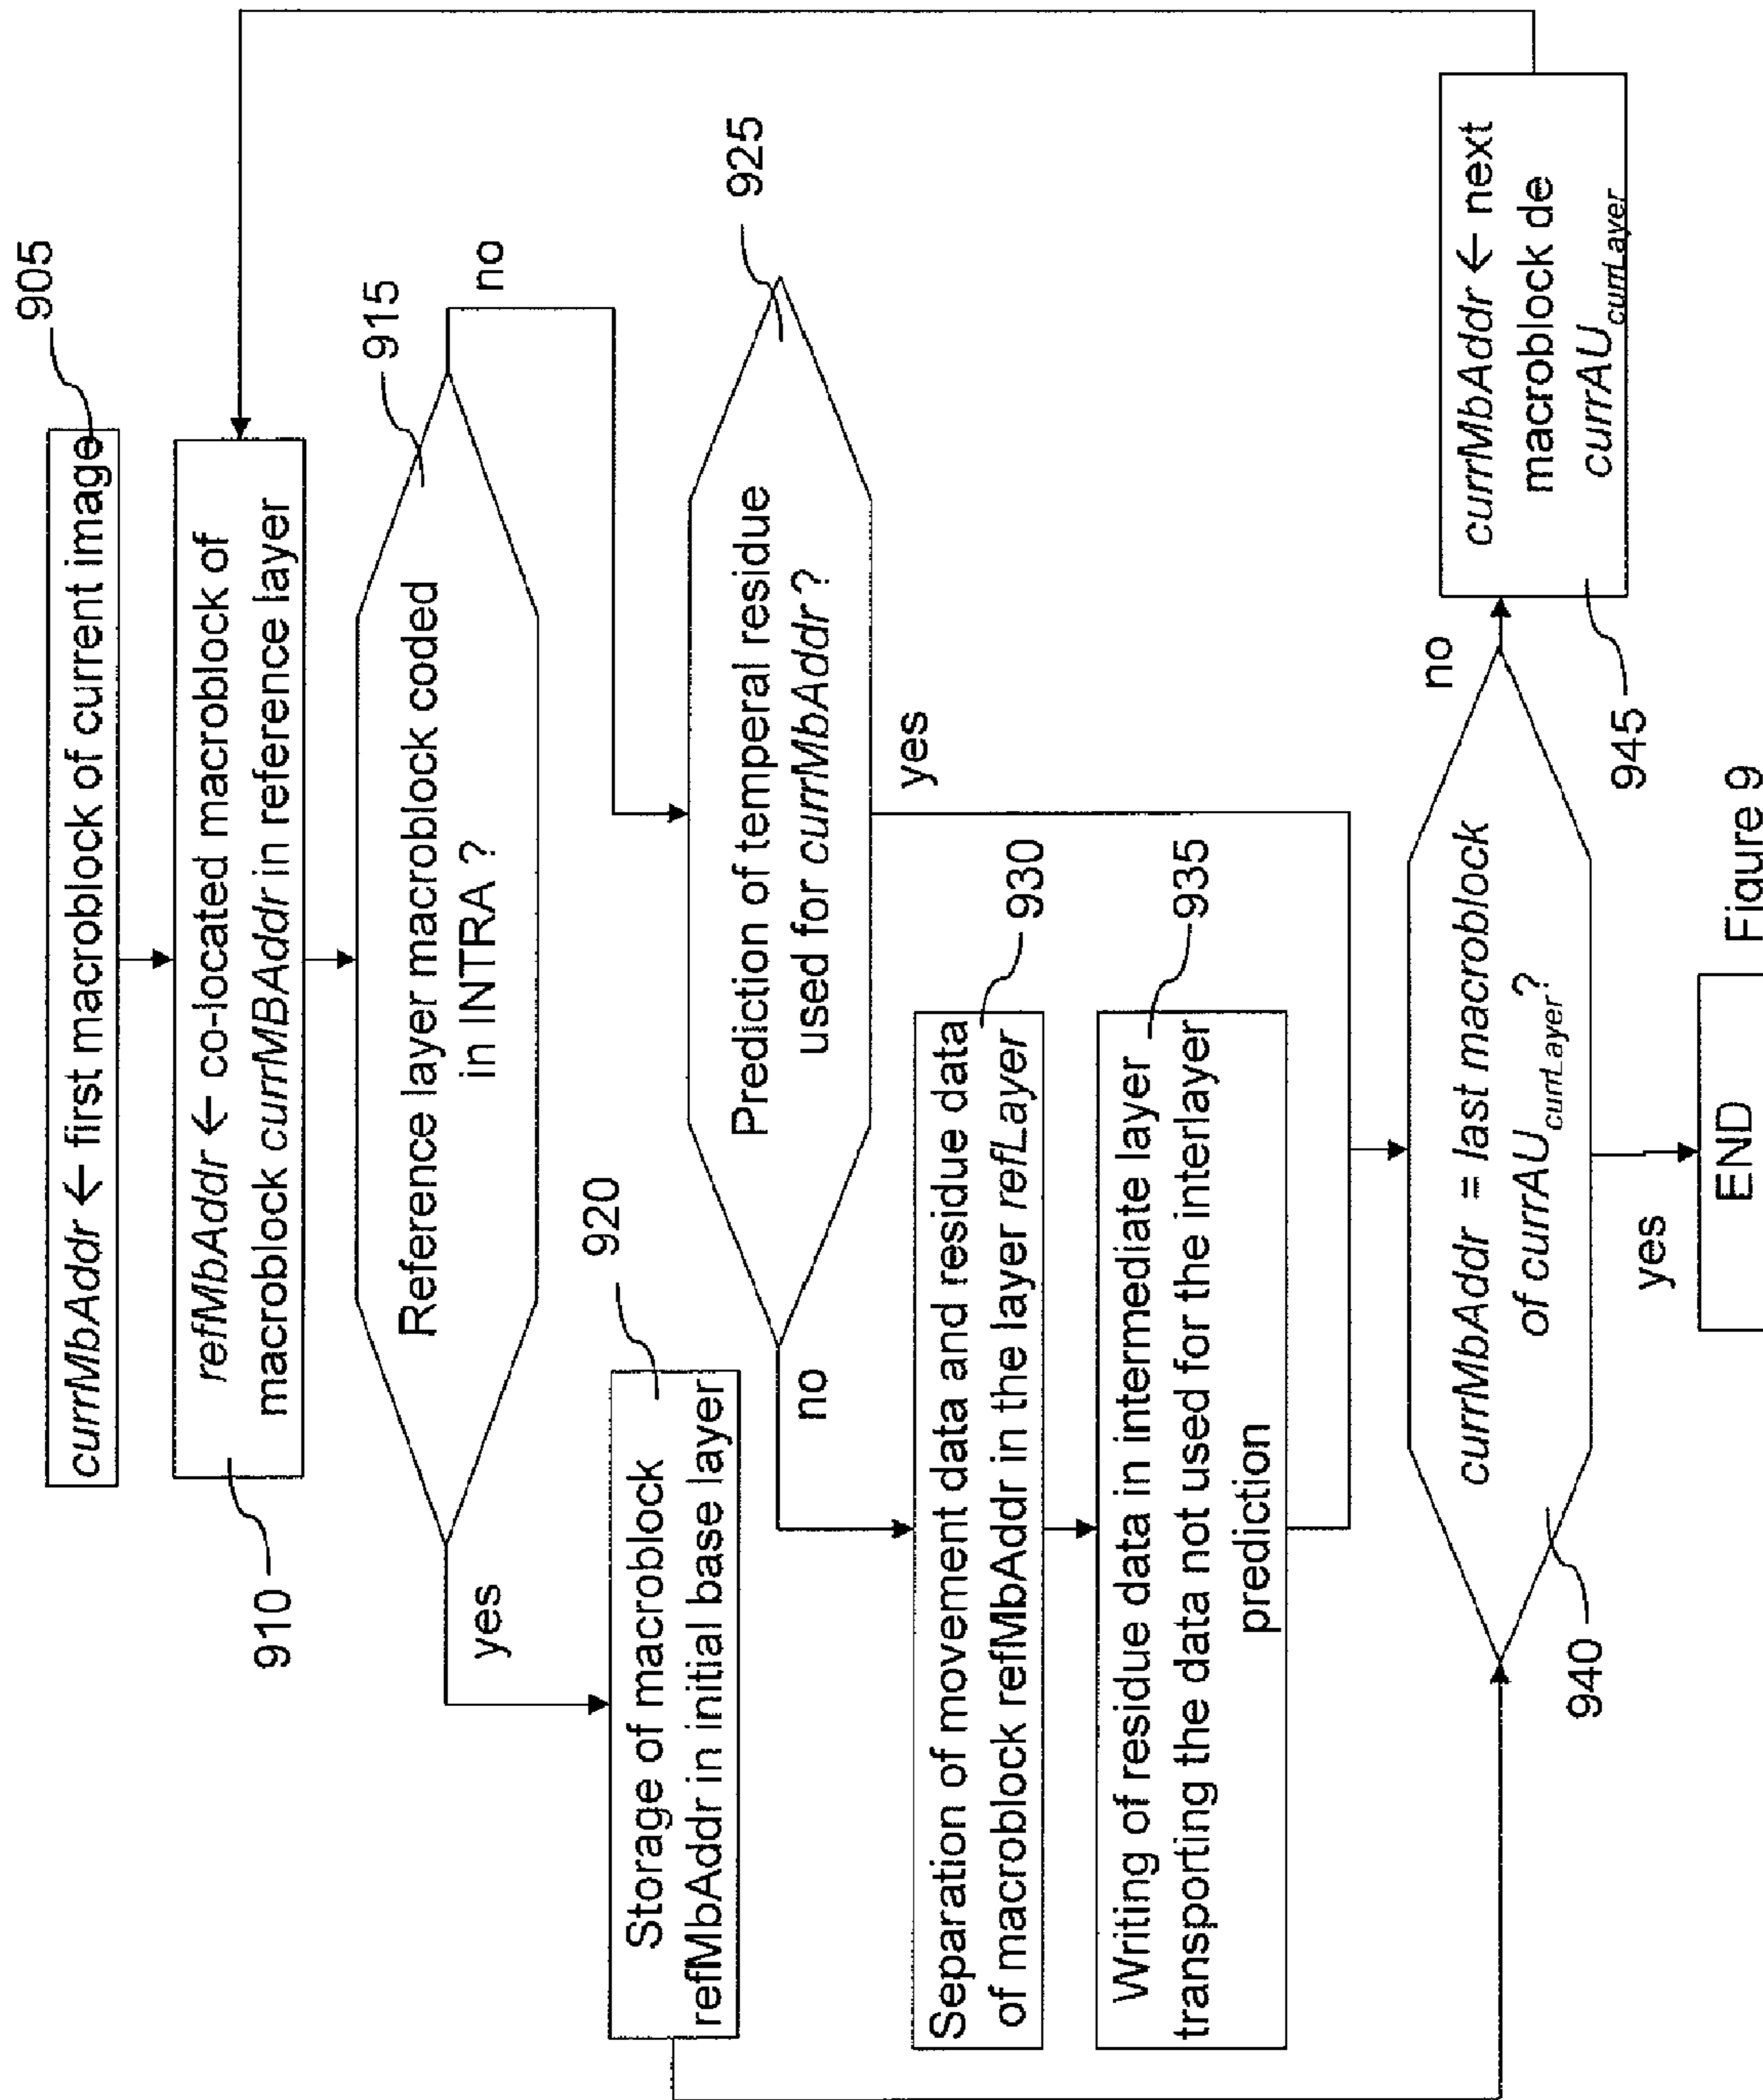 905
currMbAddr ← first macroblock of current image
910
refMbAddr ← co-located macroblock of
macroblock currMBAddr in reference layer
915
Reference layer macroblock coded
in INTRA ?
yes
no
920
Storage of macroblock
refMbAddr in initial base layer
925
Prediction of temperal residue
used for currMbAddr ?
no
yes
930
Separation of movement data and residue data
of macroblock refMbAddr in the layer refLayer
935
Writing of residue data in intermediate layer
transporting the data not used for the interlayer
prediction
940
currMbAddr = last macroblock
of currAU currLayer?
no
yes
945
currMbAddr ← next
macroblock de
currAU currLayer
END
Figure 9